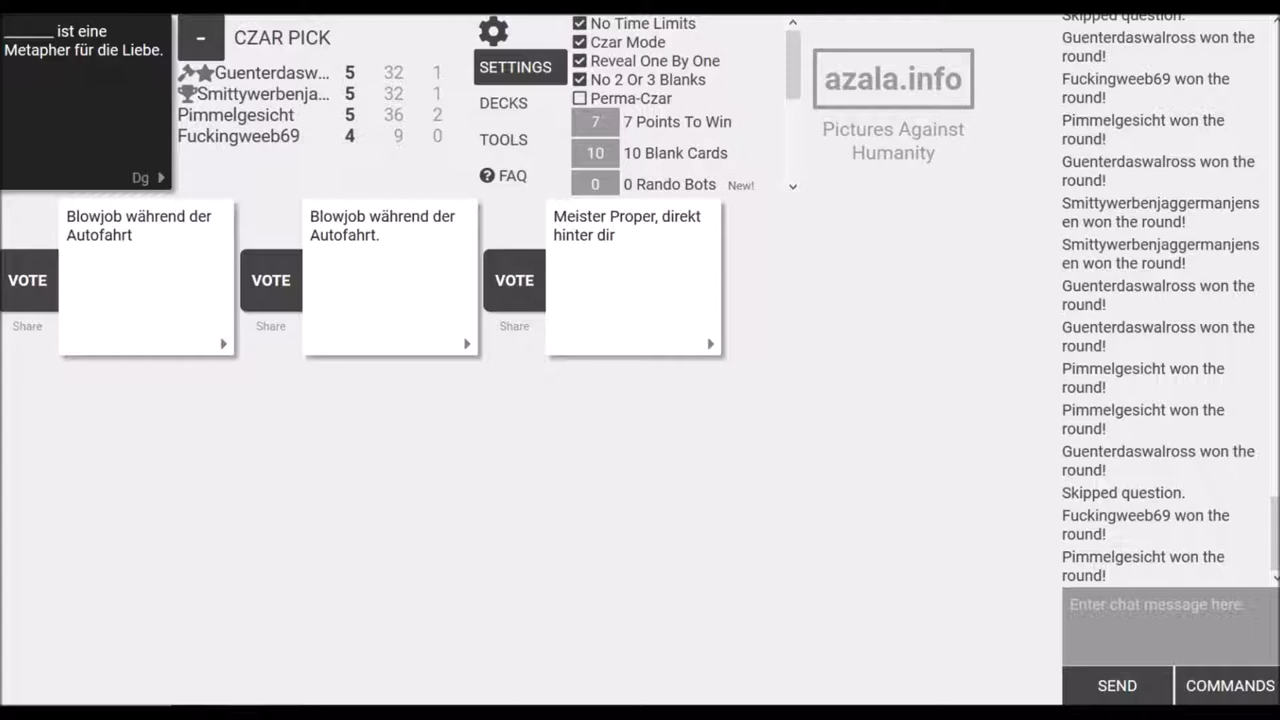 _______ ist eine
Metapher für die Liebe.
Dg
-
CZAR PICK
Guenterdasw... 5 32 1
Smittywerbenja... 5 32 1
Pimmelgesicht 5 36 2
Fuckingweeb69 4 9 0
SETTINGS
DECKS
TOOLS
FAQ
No Time Limits
Czar Mode
Reveal One By One
No 2 Or 3 Blanks
Perma-Czar
7 7 Points To Win
10 10 Blank Cards
0 0 Rando Bots New!
azala.info
Pictures Against
Humanity
VOTE
Share
Blowjob während der
Autofahrt
VOTE
Share
Blowjob während der
Autofahrt.
VOTE
Share
Meister Proper, direkt
hinter dir
Skipped question.
Guenterdaswalross won the
round!
Fuckingweeb69 won the
round!
Pimmelgesicht won the
round!
Guenterdaswalross won the
round!
Smittywerbenjaggermanjens
en won the round!
Smittywerbenjaggermanjens
en won the round!
Guenterdaswalross won the
round!
Guenterdaswalross won the
round!
Pimmelgesicht won the
round!
Pimmelgesicht won the
round!
Guenterdaswalross won the
round!
Skipped question.
Fuckingweeb69 won the
round!
Pimmelgesicht won the
round!
Enter chat message here.
SEND
COMMANDS